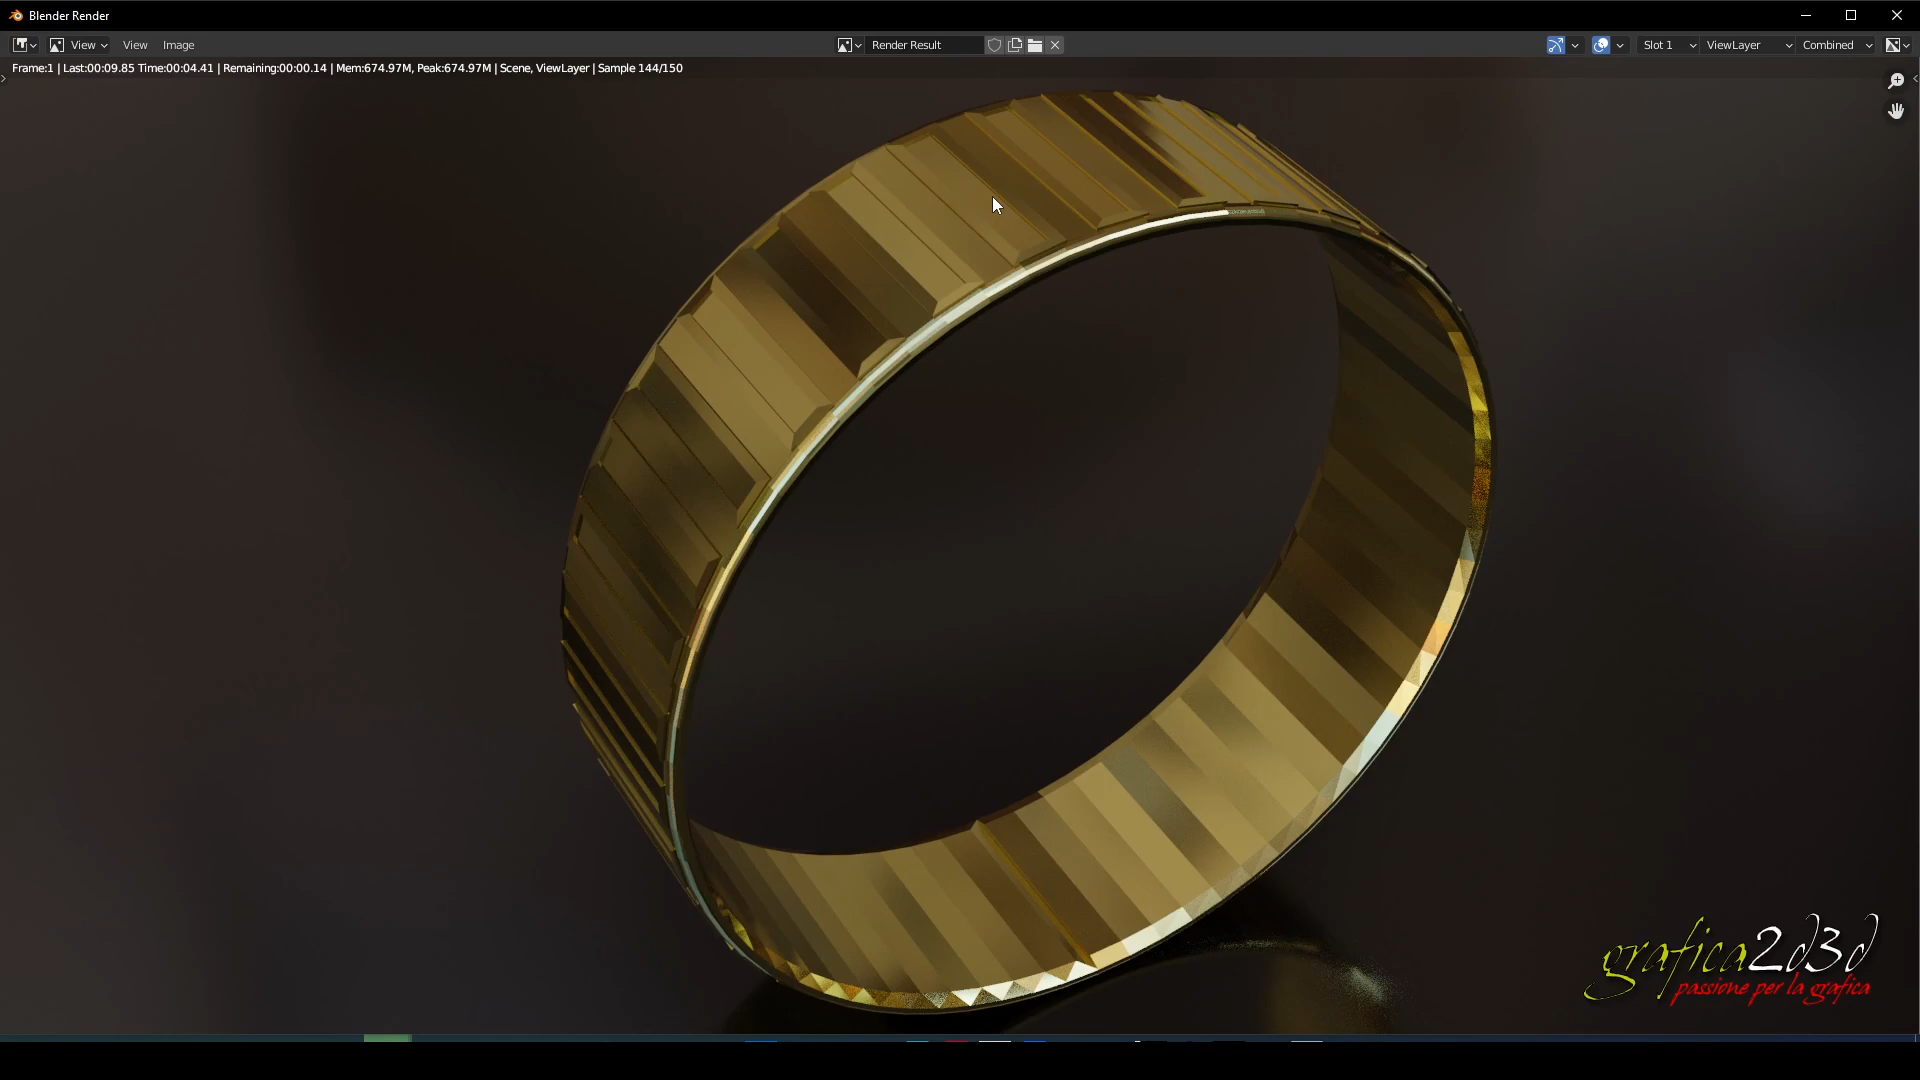 Blender Render
View View Image Render Result Slot 1 ViewLayer Combined
Frame:1 | Last:00:09.85 Time:00:04.41 | Remaining:00:00.14 | Mem:674.97M, Peak:674.97M | Scene, ViewLayer | Sample 144/150
grafica2d3d
passione per la grafica